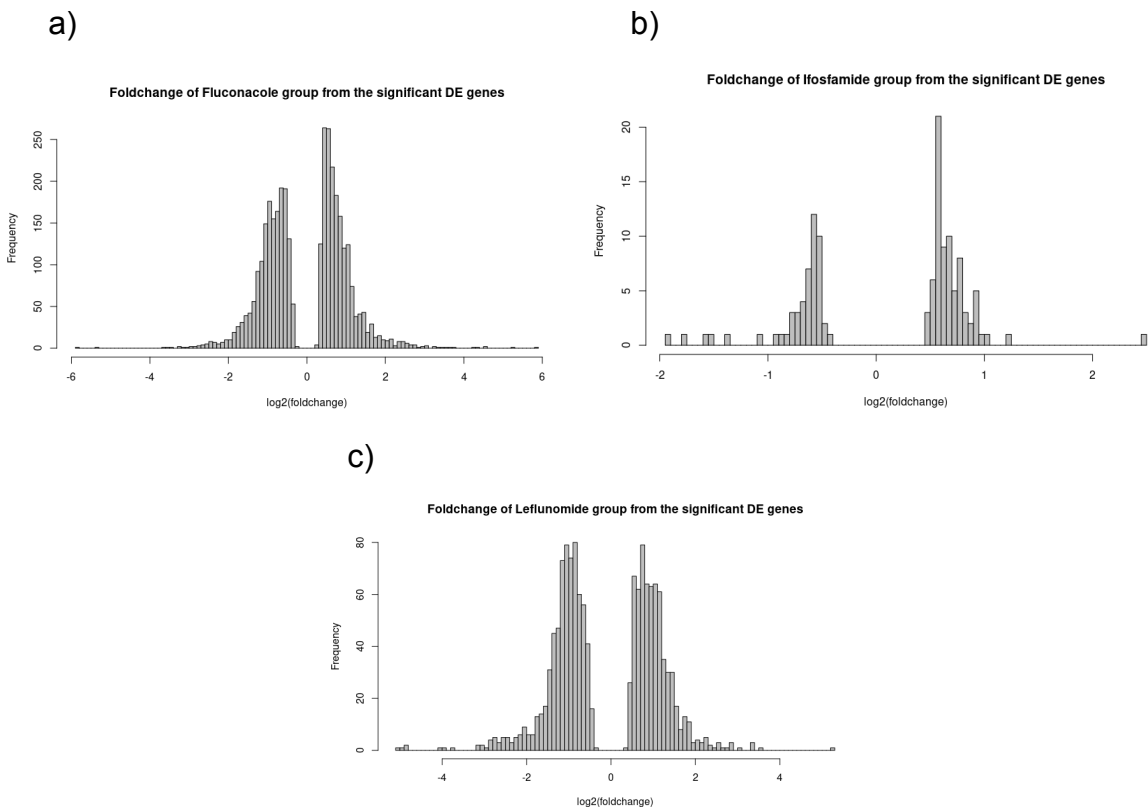 a)
Foldchange of Fluconacole group from the significant DE genes
Frequency
0
50
100
150
200
250
-6
-4
-2
0
2
4
6
log2(foldchange)
b)
Foldchange of Ifosfamide group from the significant DE genes
Frequency
0
5
10
15
20
-2
-1
0
1
2
log2(foldchange)
c)
Foldchange of Leflunomide group from the significant DE genes
Frequency
0
20
40
60
80
-4
-2
0
2
4
log2(foldchange)